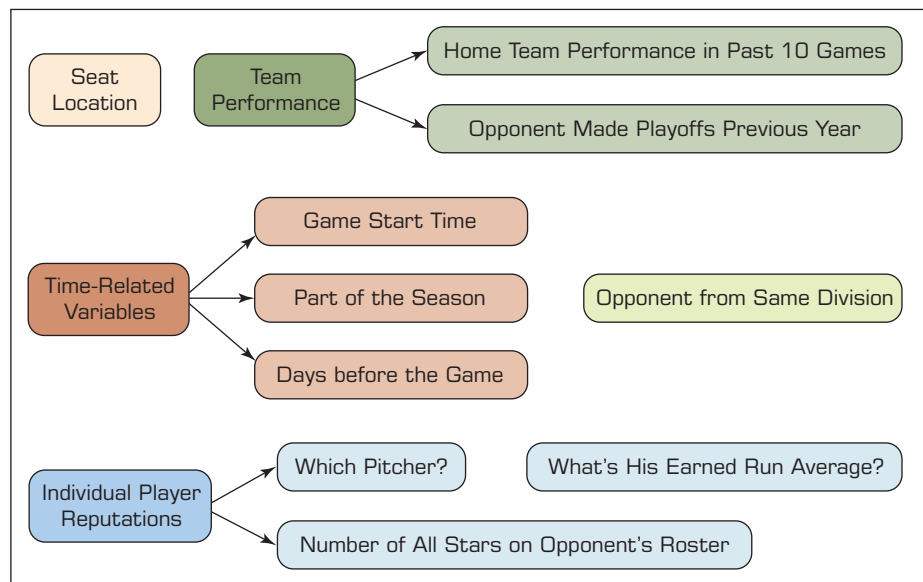 Seat
Location
Team
Performance
Home Team Performance in Past 10 Games
Opponent Made Playoffs Previous Year
Time-Related
Variables
Game Start Time
Part of the Season
Days before the Game
Opponent from Same Division
Individual Player
Reputations
Which Pitcher?
What's His Earned Run Average?
Number of All Stars on Opponent's Roster